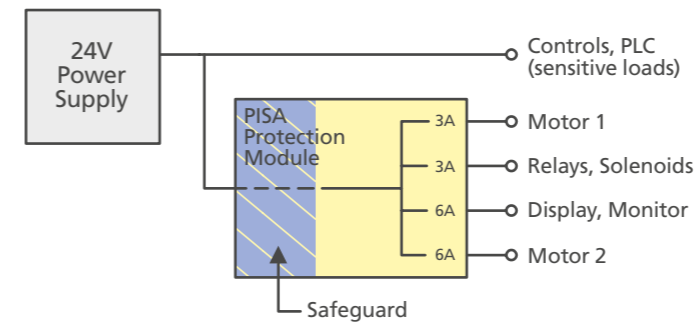 24V
Power
Supply
Controls, PLC
(sensitive loads)
PISA
Protection
Module
3A
Motor 1
3A
Relays, Solenoids
6A
Display, Monitor
6A
Motor 2
Safeguard